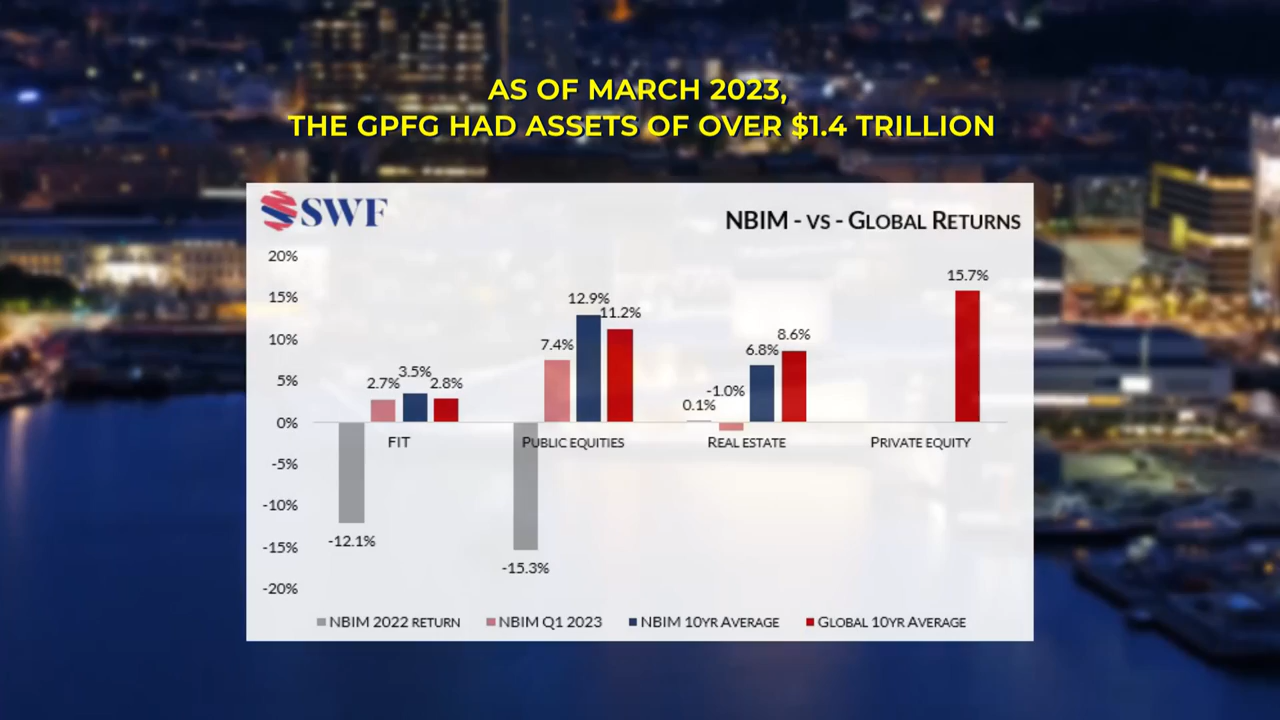 AS OF MARCH 2023,
THE GPFG HAD ASSETS OF OVER $1.4 TRILLION
SWF
NBIM - VS - GLOBAL RETURNS
20%
15%
10%
5%
0%
-5%
-10%
-15%
-20%
-12.1%
2.7%
3.5%
2.8%
FIT
-15.3%
7.4%
12.9%
11.2%
PUBLIC EQUITIES
0.1%
-1.0%
6.8%
8.6%
REAL ESTATE
15.7%
PRIVATE EQUITY
NBIM 2022 RETURN
NBIM Q1 2023
NBIM 10YR AVERAGE
GLOBAL 10YR AVERAGE